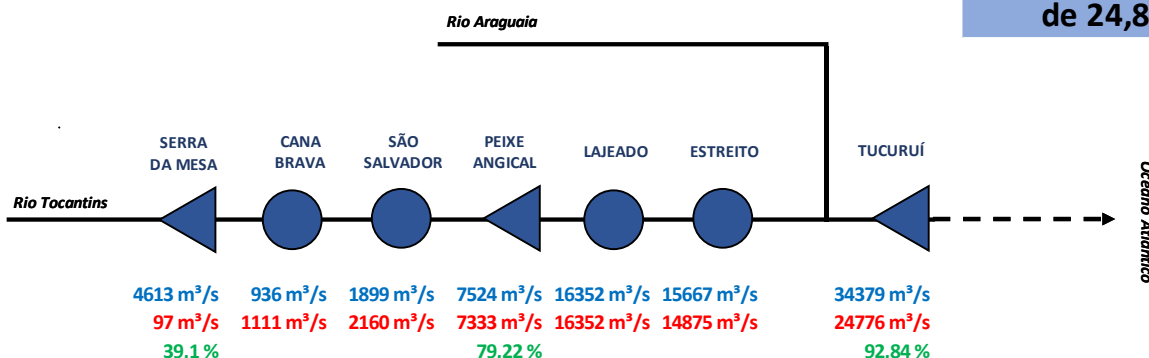 de 24,8
Rio Araguaia
SERRA
DA MESA
CANA
BRAVA
SÃO
SALVADOR
PEIXE
ANGICAL
LAJEADO
ESTREITO
TUCURUÍ
Rio Tocantins
Oceano Atlântico
4613 m³/s 936 m³/s 1899 m³/s 7524 m³/s 16352 m³/s 15667 m³/s 34379 m³/s
97 m³/s 1111 m³/s 2160 m³/s 7333 m³/s 16352 m³/s 14875 m³/s 24776 m³/s
39.1 % 79.22 % 92.84 %